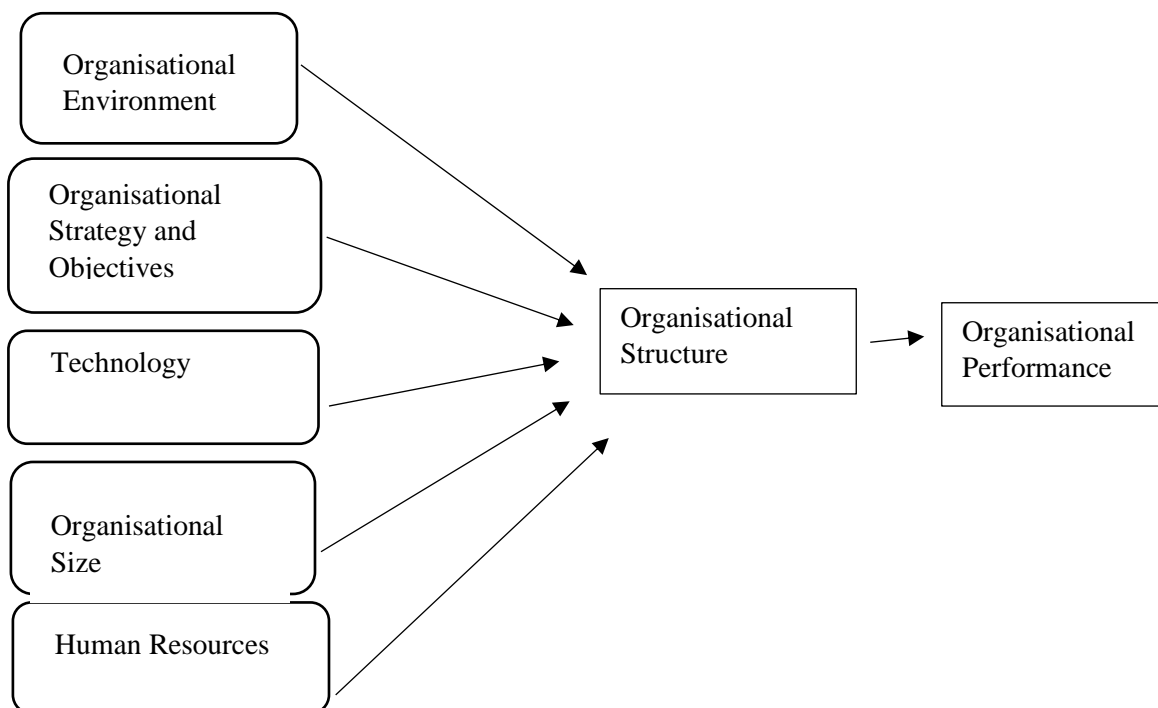 Organisational
Environment
Organisational
Strategy and
Objectives
Technology
Organisational
Size
Human Resources
Organisational
Structure
Organisational
Performance